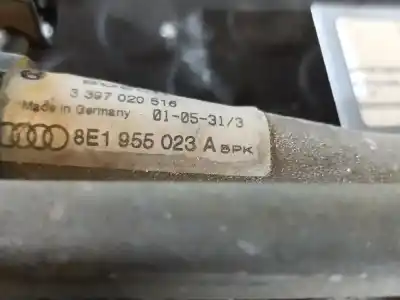 3 397 020 516
Made in Germany 01-05-31/3
8E1 955 023 A BPK